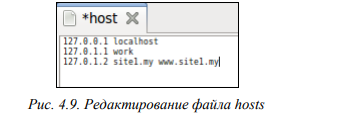 *host
127.0.0.1 localhost
127.0.1.1 work
127.0.1.2 site1.my www.site1.my
Рис. 4.9. Редактирование файла hosts